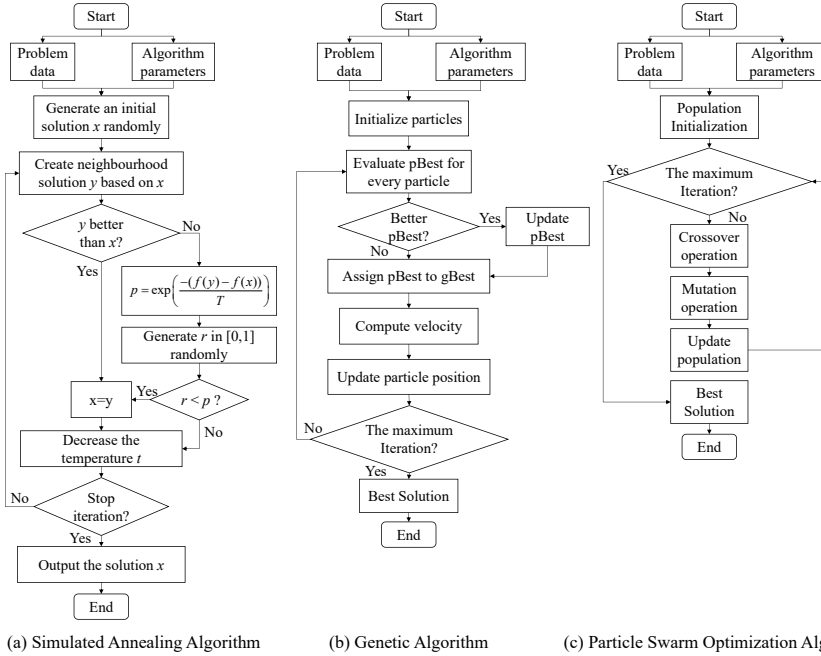 Start
Problem
data
Algorithm
parameters
Generate an initial
solution x randomly
Create neighbourhood
solution y based on x
y better
than x?
No
Yes
p = exp(−(f(y) − f(x))/T)
Generate r in [0,1]
randomly
r < p ?
Yes
x=y
No
Decrease the
temperature t
Stop
iteration?
No
Yes
Output the solution x
End
(a) Simulated Annealing Algorithm
Start
Problem
data
Algorithm
parameters
Initialize particles
Evaluate pBest for
every particle
Better
pBest?
Yes
Update
pBest
No
Assign pBest to gBest
Compute velocity
Update particle position
The maximum
Iteration?
No
Yes
Best Solution
End
(b) Genetic Algorithm
Start
Problem
data
Algorithm
parameters
Population
Initialization
Yes
The maximum
Iteration?
No
Crossover
operation
Mutation
operation
Update
population
Best
Solution
End
(c) Particle Swarm Optimization Alg